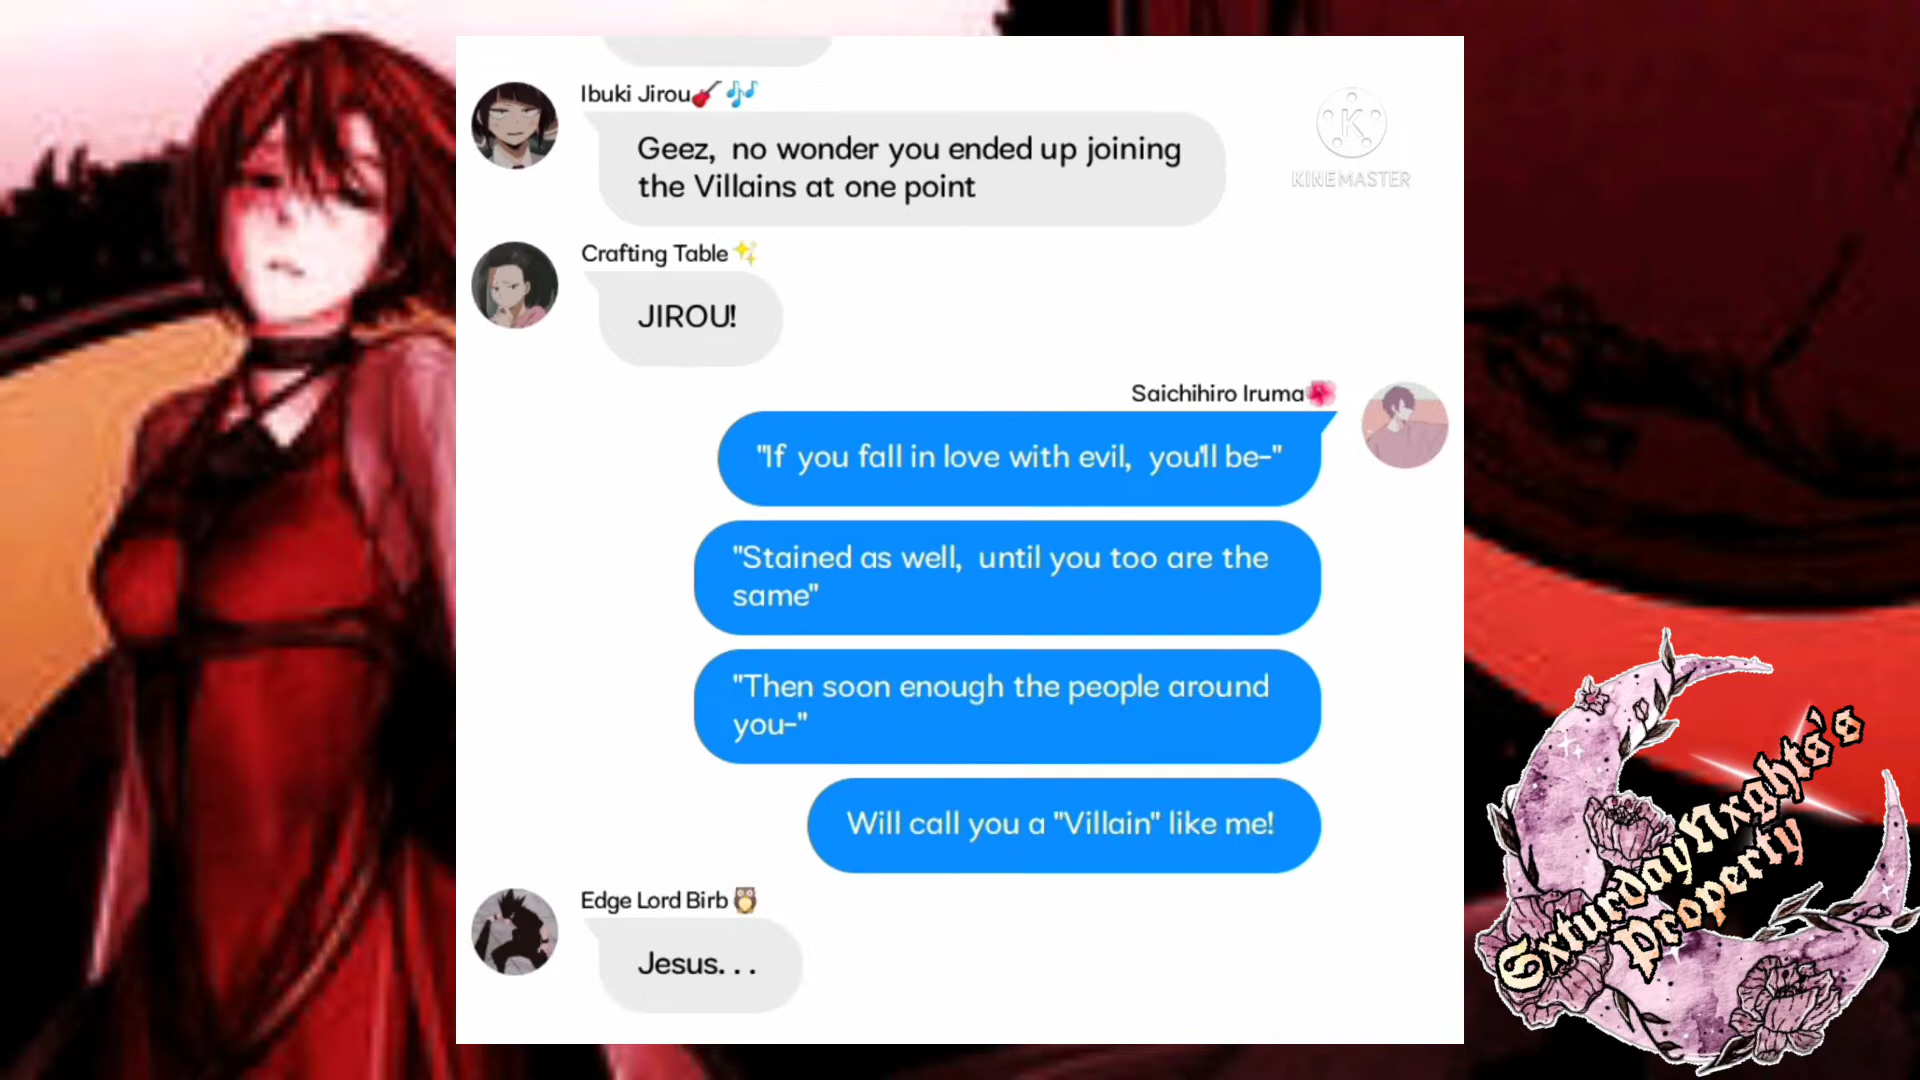 Ibuki Jirou🎸🎶
Geez, no wonder you ended up joining
the Villains at one point
KINEMASTER
Crafting Table✨
JIROU!
Saichihiro Iruma🌺
"If you fall in love with evil, you'll be-"
"Stained as well, until you too are the
same"
"Then soon enough the people around
you-"
Will call you a "Villain" like me!
Edge Lord Birb🦉
Jesus...
SxturdayNxghts's
Property